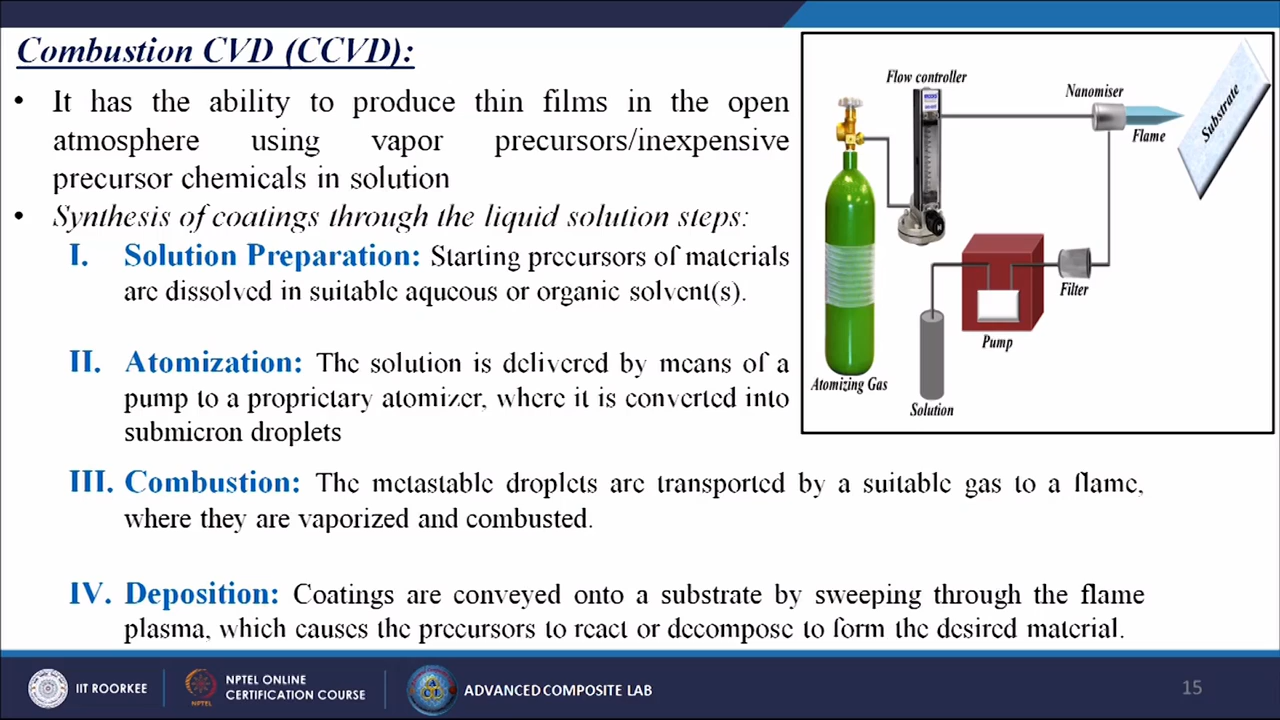 Combustion CVD (CCVD):
• It has the ability to produce thin films in the open
atmosphere using vapor precursors/inexpensive
precursor chemicals in solution
• Synthesis of coatings through the liquid solution steps:
I. Solution Preparation: Starting precursors of materials
are dissolved in suitable aqueous or organic solvent(s).
II. Atomization: The solution is delivered by means of a
pump to a proprietary atomizer, where it is converted into
submicron droplets
III. Combustion: The metastable droplets are transported by a suitable gas to a flame,
where they are vaporized and combusted.
IV. Deposition: Coatings are conveyed onto a substrate by sweeping through the flame
plasma, which causes the precursors to react or decompose to form the desired material.
Flow controller
Nanomiser
Flame
Substrate
Filter
Pump
Atomizing Gas
Solution
IIT ROORKEE
NPTEL ONLINE
CERTIFICATION COURSE
NPTEL
ADVANCED COMPOSITE LAB
15